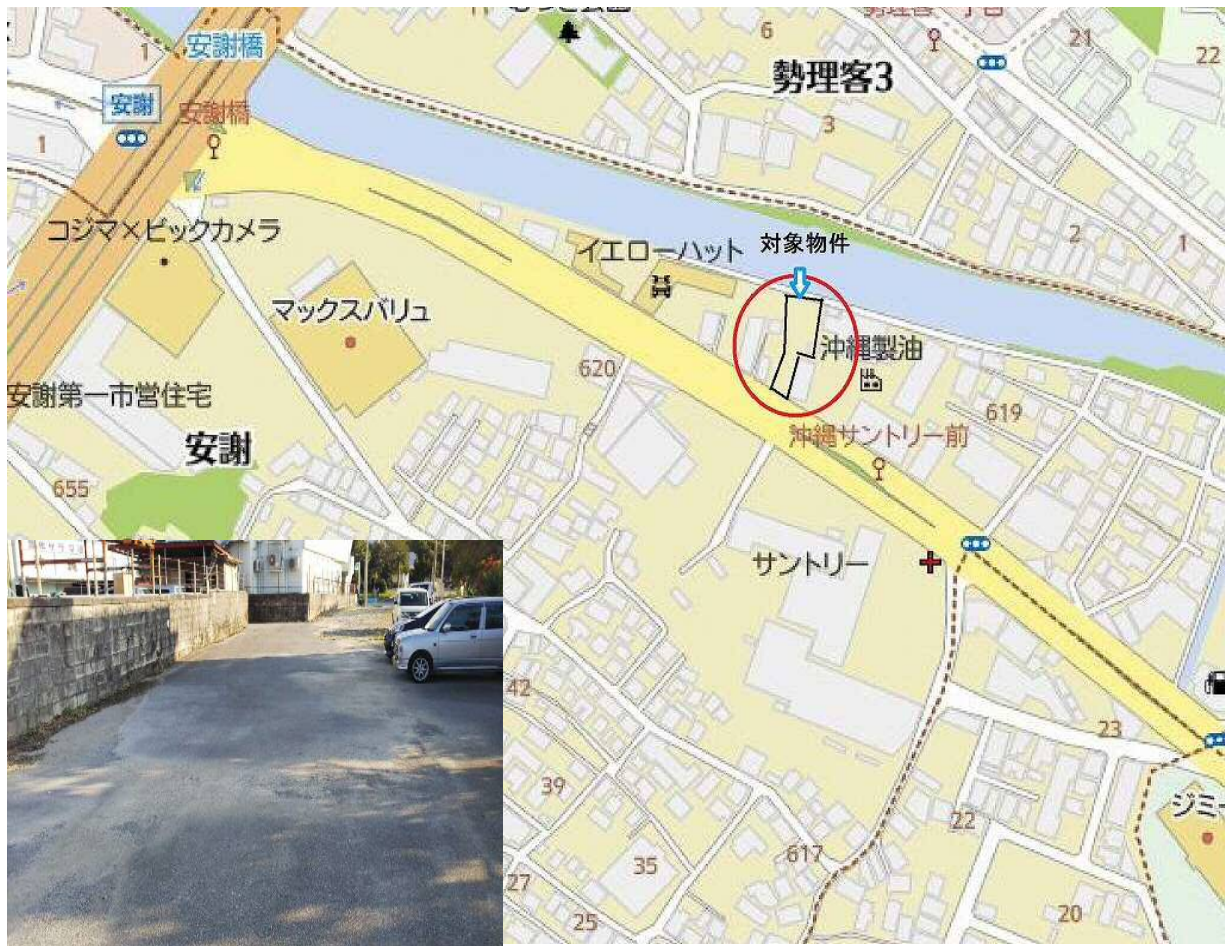 勢理客3
安謝橋
安謝
安謝橋
コジマ×ビックカメラ
イエローハット
対象物件
マックスバリュ
沖縄製油
安謝第一市営住宅
安謝
沖縄サントリー前
サントリー
ジミー
1
6
21
22
3
1
2
1
620
619
655
42
39
35
27
25
23
22
617
20